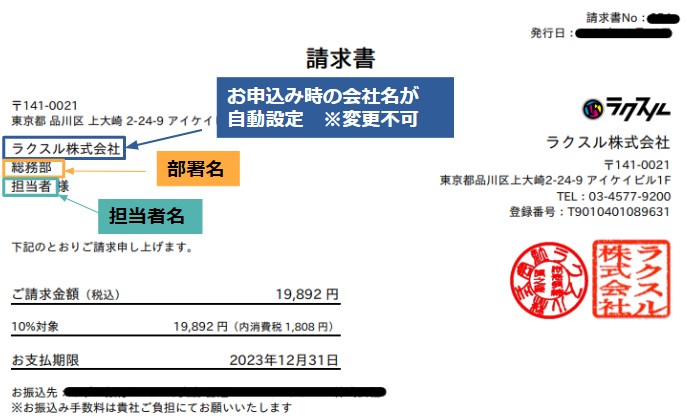 請求書No：
発行日：
請求書
お申込み時の会社名が
自動設定　※変更不可
〒141-0021
東京都 品川区 上大崎 2-24-9 アイケイ
ラクスル株式会社
総務部
部署名
担当者 様
担当者名
下記のとおりご請求申し上げます。
ラクスル
ラクスル株式会社
〒141-0021
東京都品川区上大崎2-24-9 アイケイビル1F
TEL：03-4577-9200
登録番号：T9010401089631
ラクスル
株式会社
ご請求金額（税込） 19,892 円
10%対象 19,892 円（内消費税 1,808 円）
お支払期限 2023年12月31日
お振込先：
※お振込み手数料は貴社ご負担にてお願いいたします